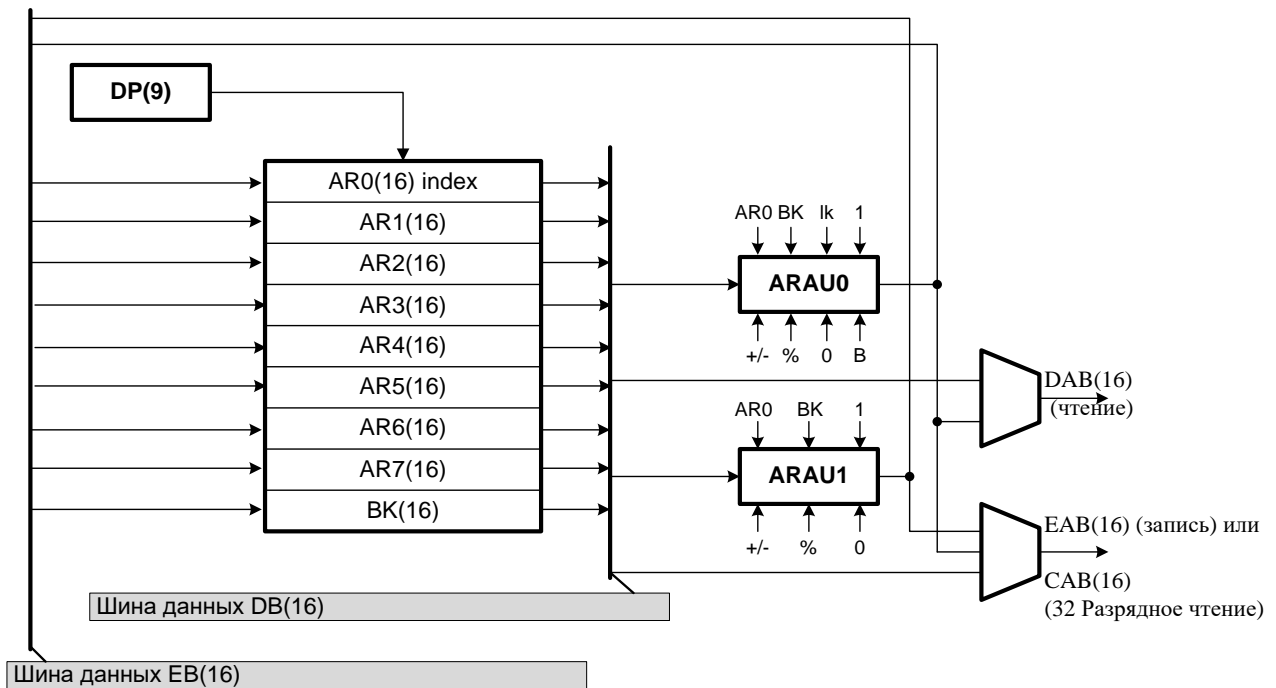 DP(9)
AR0(16) index
AR1(16)
AR2(16)
AR3(16)
AR4(16)
AR5(16)
AR6(16)
AR7(16)
BK(16)
AR0 BK lk 1
ARAU0
+/- % 0 B
AR0 BK 1
ARAU1
+/- % 0
DAB(16)
(чтение)
EAB(16) (запись) или
CAB(16)
(32 Разрядное чтение)
Шина данных DB(16)
Шина данных EB(16)